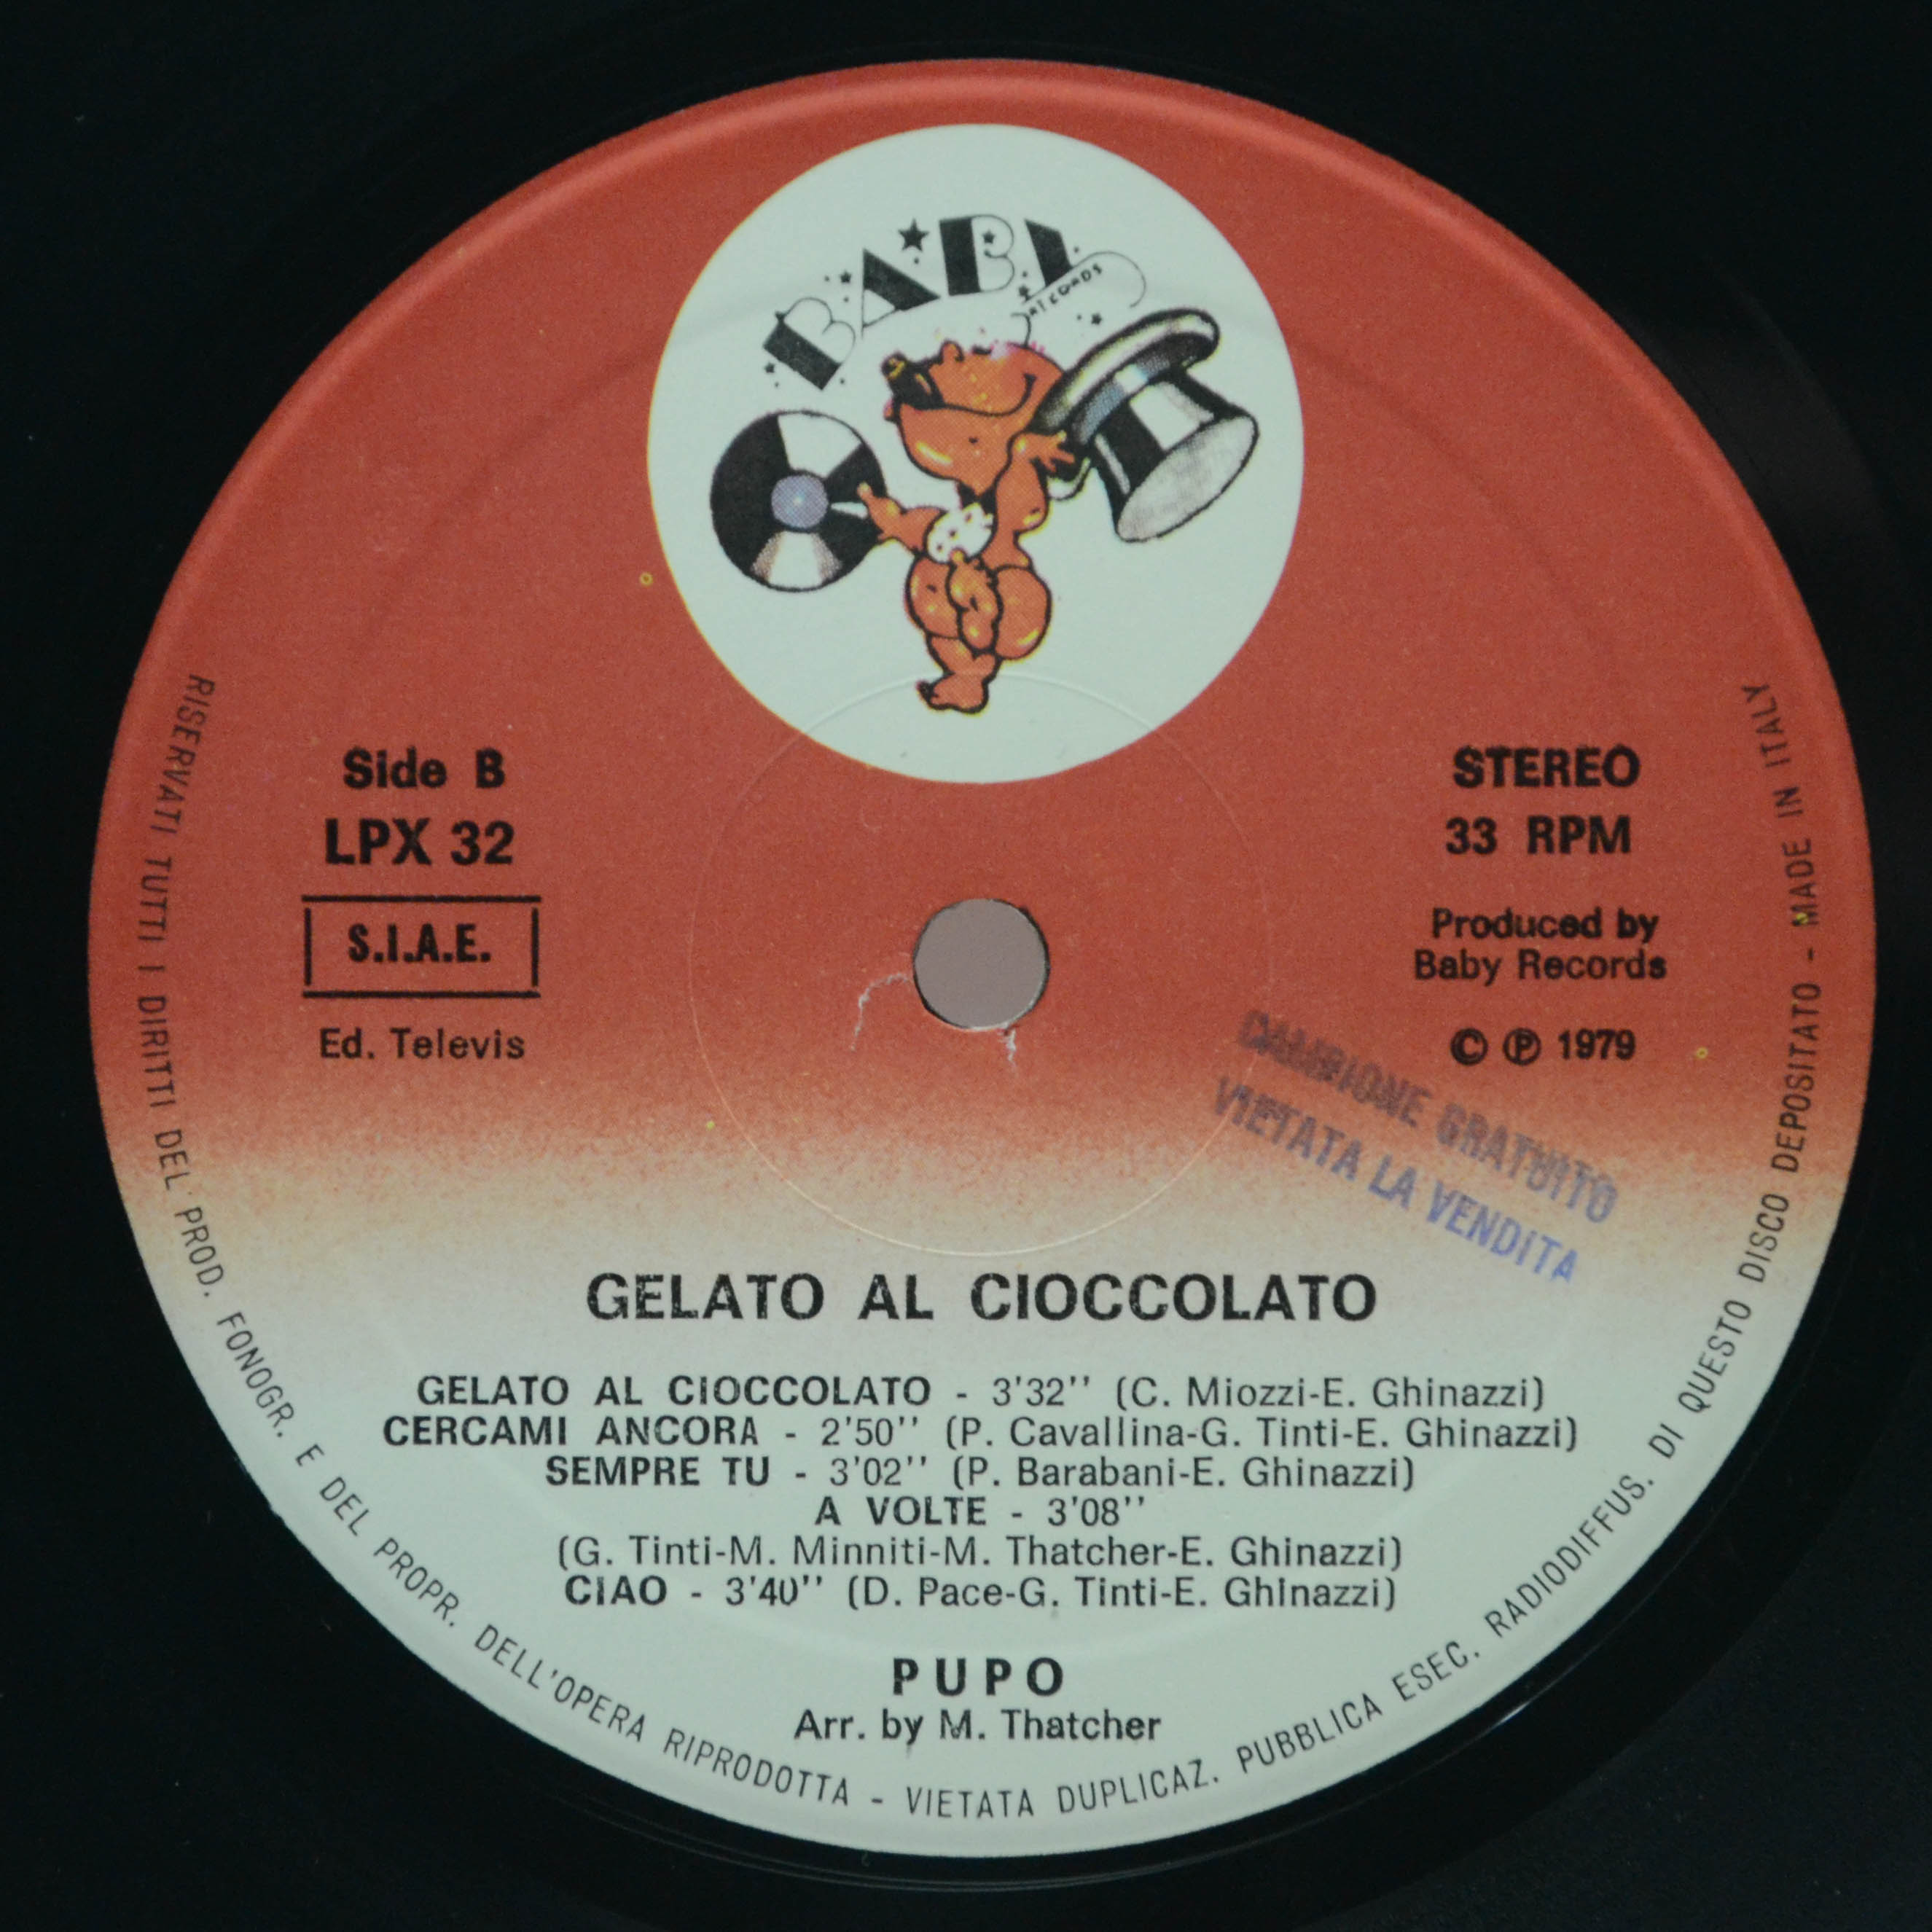 BABY
RECORDS
Side B
LPX 32
S.I.A.E.
Ed. Televis
STEREO
33 RPM
Produced by
Baby Records
© ℗ 1979
CAMPIONE GRATUITO
VIETATA LA VENDITA
GELATO AL CIOCCOLATO
GELATO AL CIOCCOLATO - 3'32'' (C. Miozzi-E. Ghinazzi)
CERCAMI ANCORA - 2'50'' (P. Cavallina-G. Tinti-E. Ghinazzi)
SEMPRE TU - 3'02'' (P. Barabani-E. Ghinazzi)
A VOLTE - 3'08''
(G. Tinti-M. Minniti-M. Thatcher-E. Ghinazzi)
CIAO - 3'40'' (D. Pace-G. Tinti-E. Ghinazzi)
PUPO
Arr. by M. Thatcher
RISERVATI TUTTI I DIRITTI DEL PROD. FONOGR. E DEL PROPR. DELL'OPERA RIPRODOTTA - VIETATA DUPLICAZ. PUBBLICA ESEC. RADIODIFFUS. DI QUESTO DISCO DEPOSITATO - MADE IN ITALY